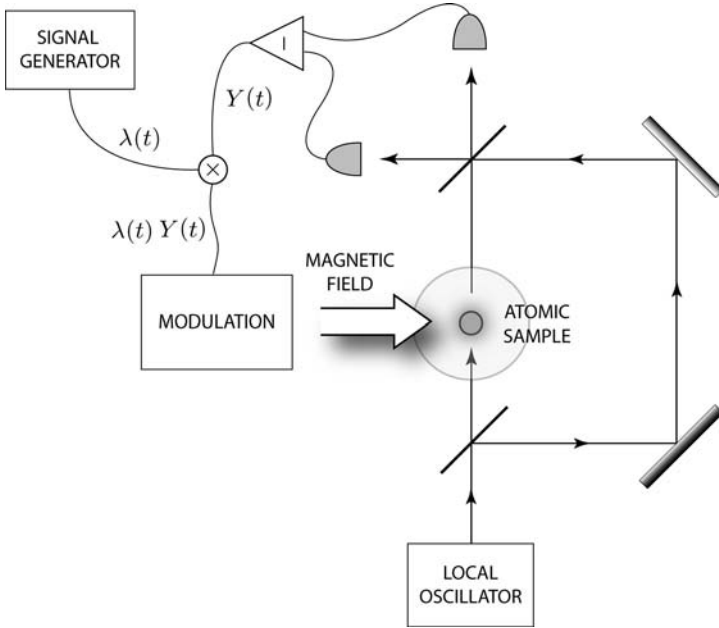 SIGNAL
GENERATOR
I
Y(t)
λ(t)
×
λ(t) Y(t)
MAGNETIC
FIELD
MODULATION
ATOMIC
SAMPLE
LOCAL
OSCILLATOR